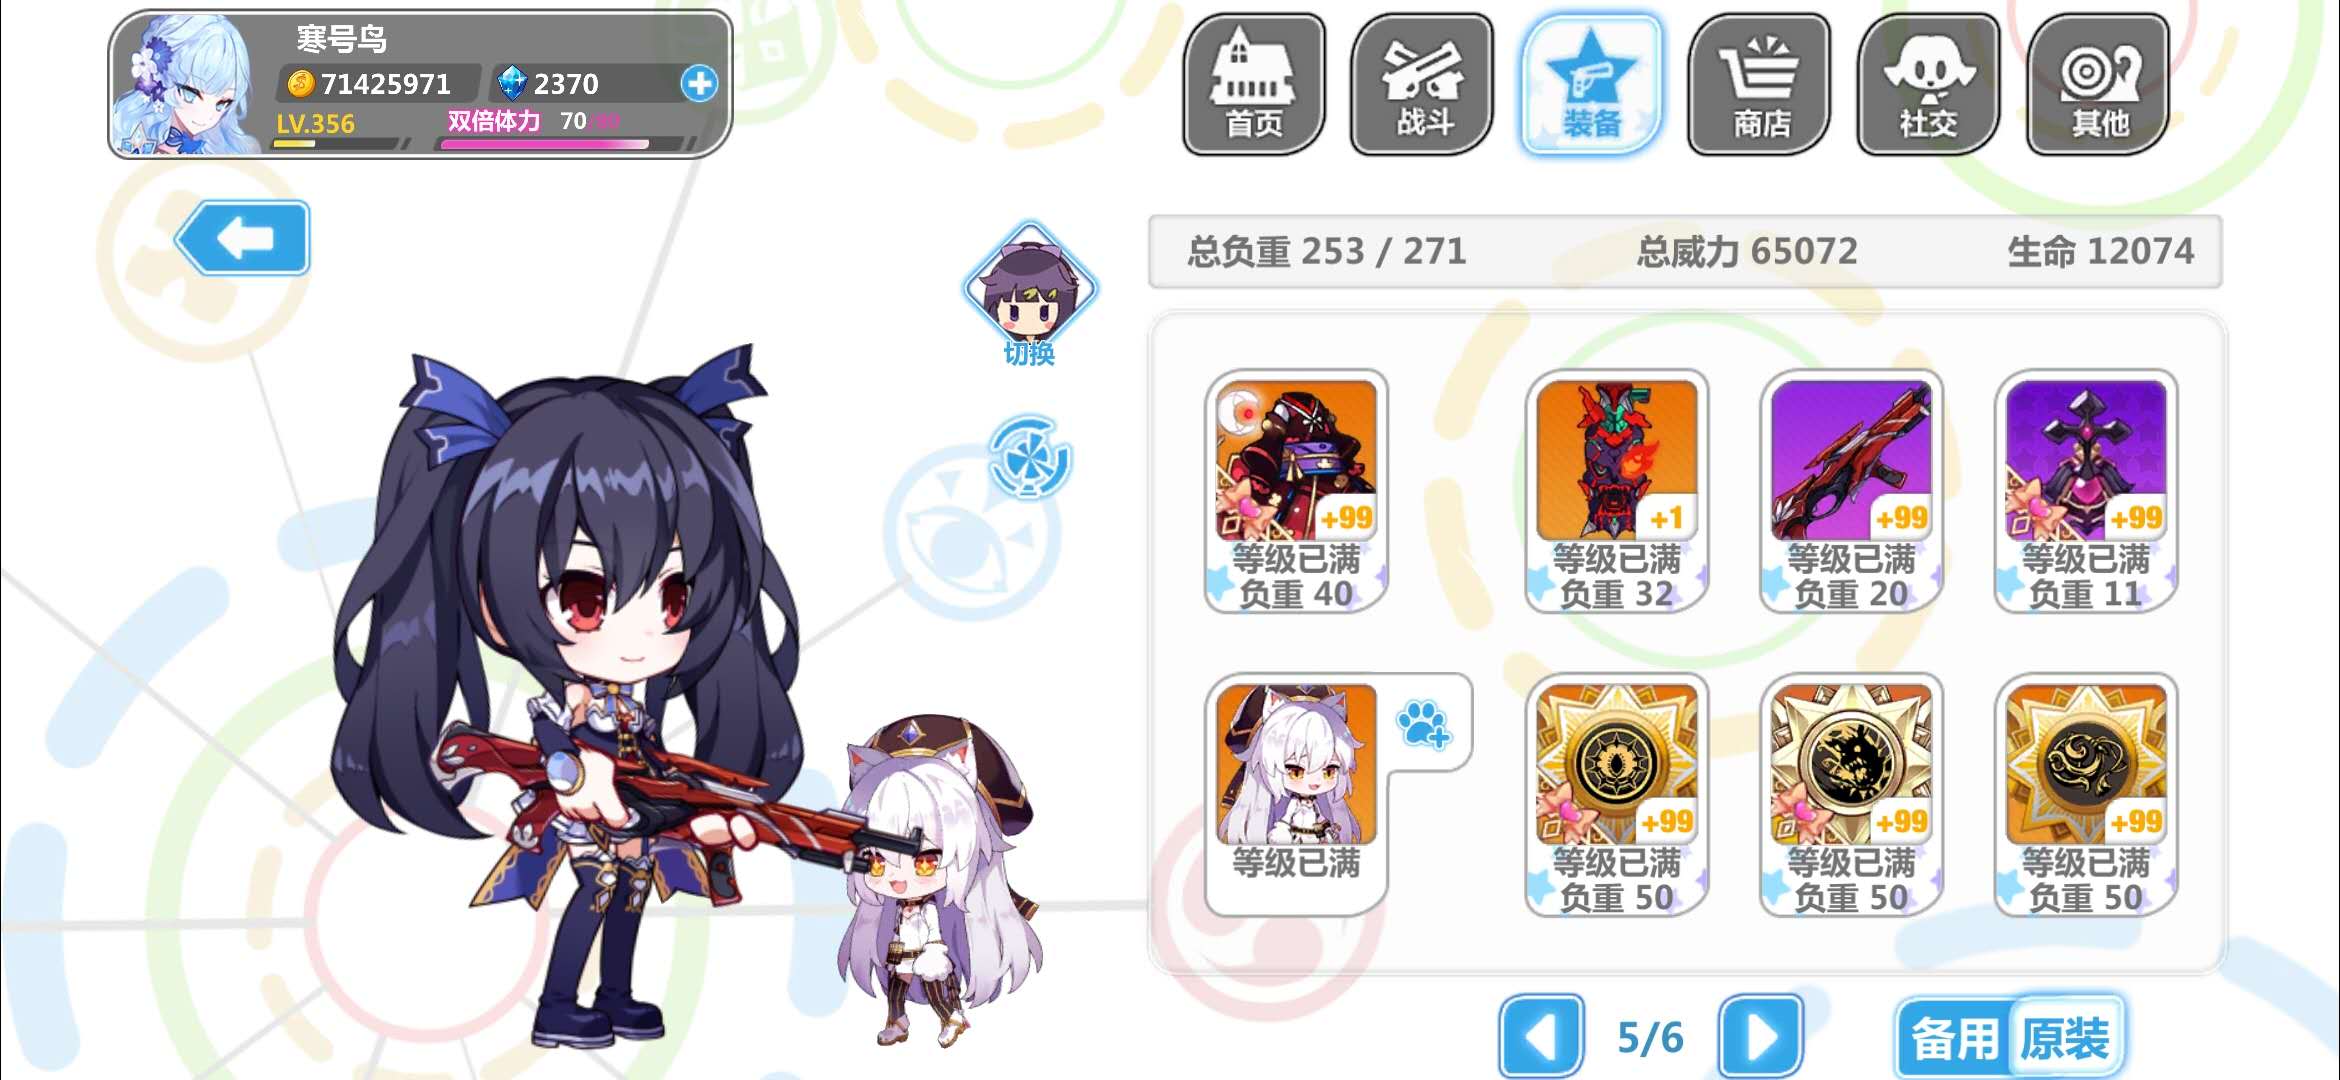 寒号鸟
71425971
2370
LV.356
双倍体力 70/80
首页
战斗
装备
商店
社交
其他
总负重 253 / 271
总威力 65072
生命 12074
切换
+99
等级已满
负重 40
+1
等级已满
负重 32
+99
等级已满
负重 20
+99
等级已满
负重 11
等级已满
+99
等级已满
负重 50
+99
等级已满
负重 50
+99
等级已满
负重 50
5/6
备用 原装